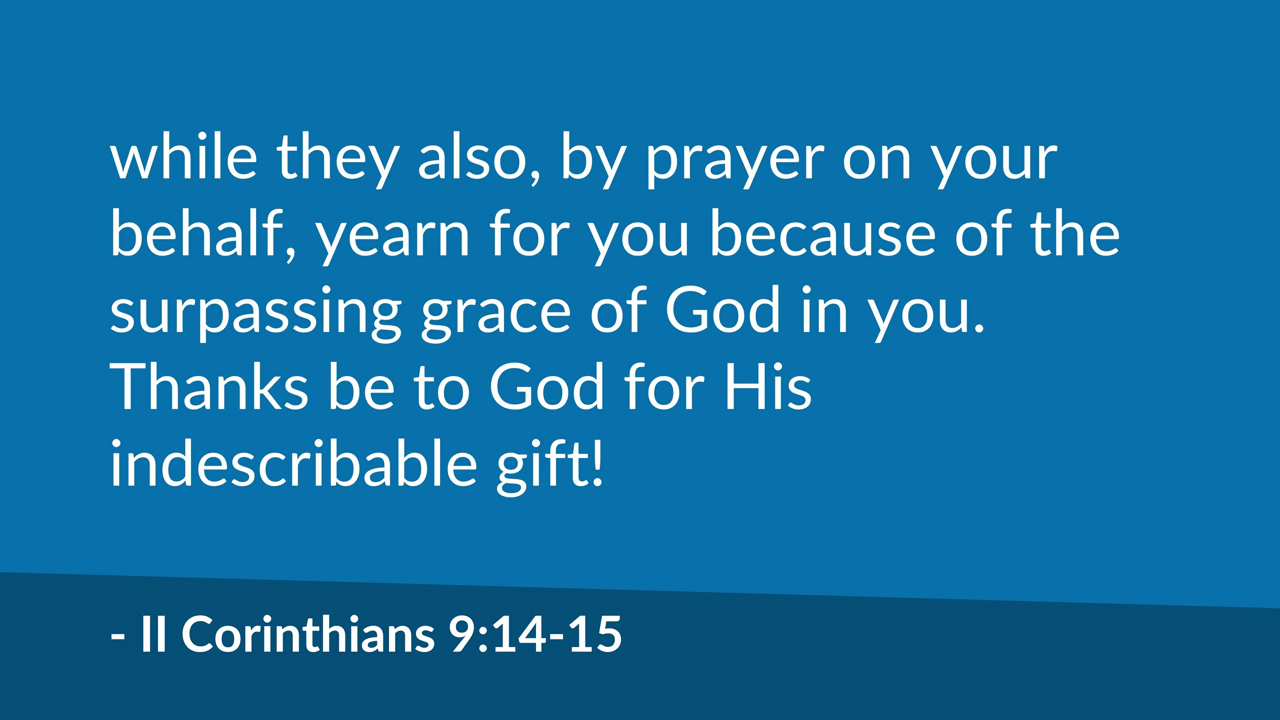 while they also, by prayer on your
behalf, yearn for you because of the
surpassing grace of God in you.
Thanks be to God for His
indescribable gift!
- II Corinthians 9:14-15